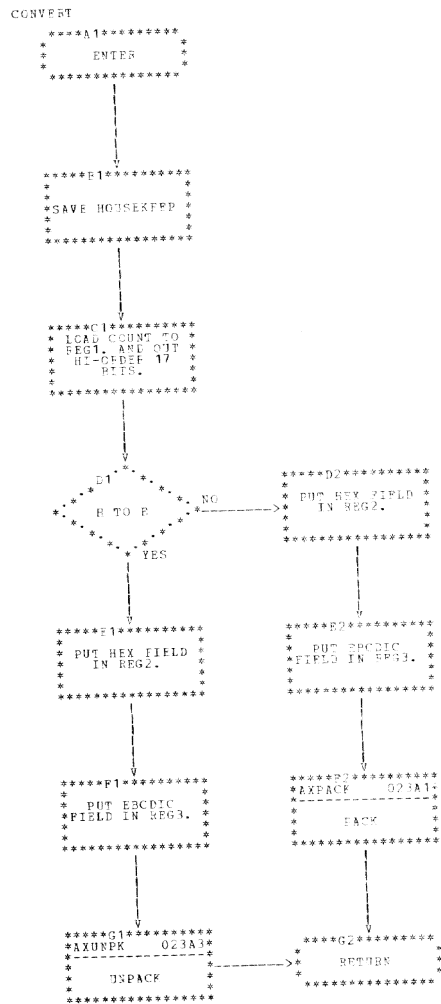 CONVERT
A1
ENTER
B1
SAVE HOUSEKEEP
C1
LOAD COUNT TO
REG1. AND OUT
HI-ORDER 17
BITS.
D1
H TO E
NO
YES
D2
PUT HEX FIELD
IN REG2.
E1
PUT HEX FIELD
IN REG2.
E2
PUT EBCDIC
FIELD IN REG3.
F1
PUT EBCDIC
FIELD IN REG3.
F2
AXPACK 023A1
PACK
G1
AXUNPK 023A3
UNPACK
G2
RETURN